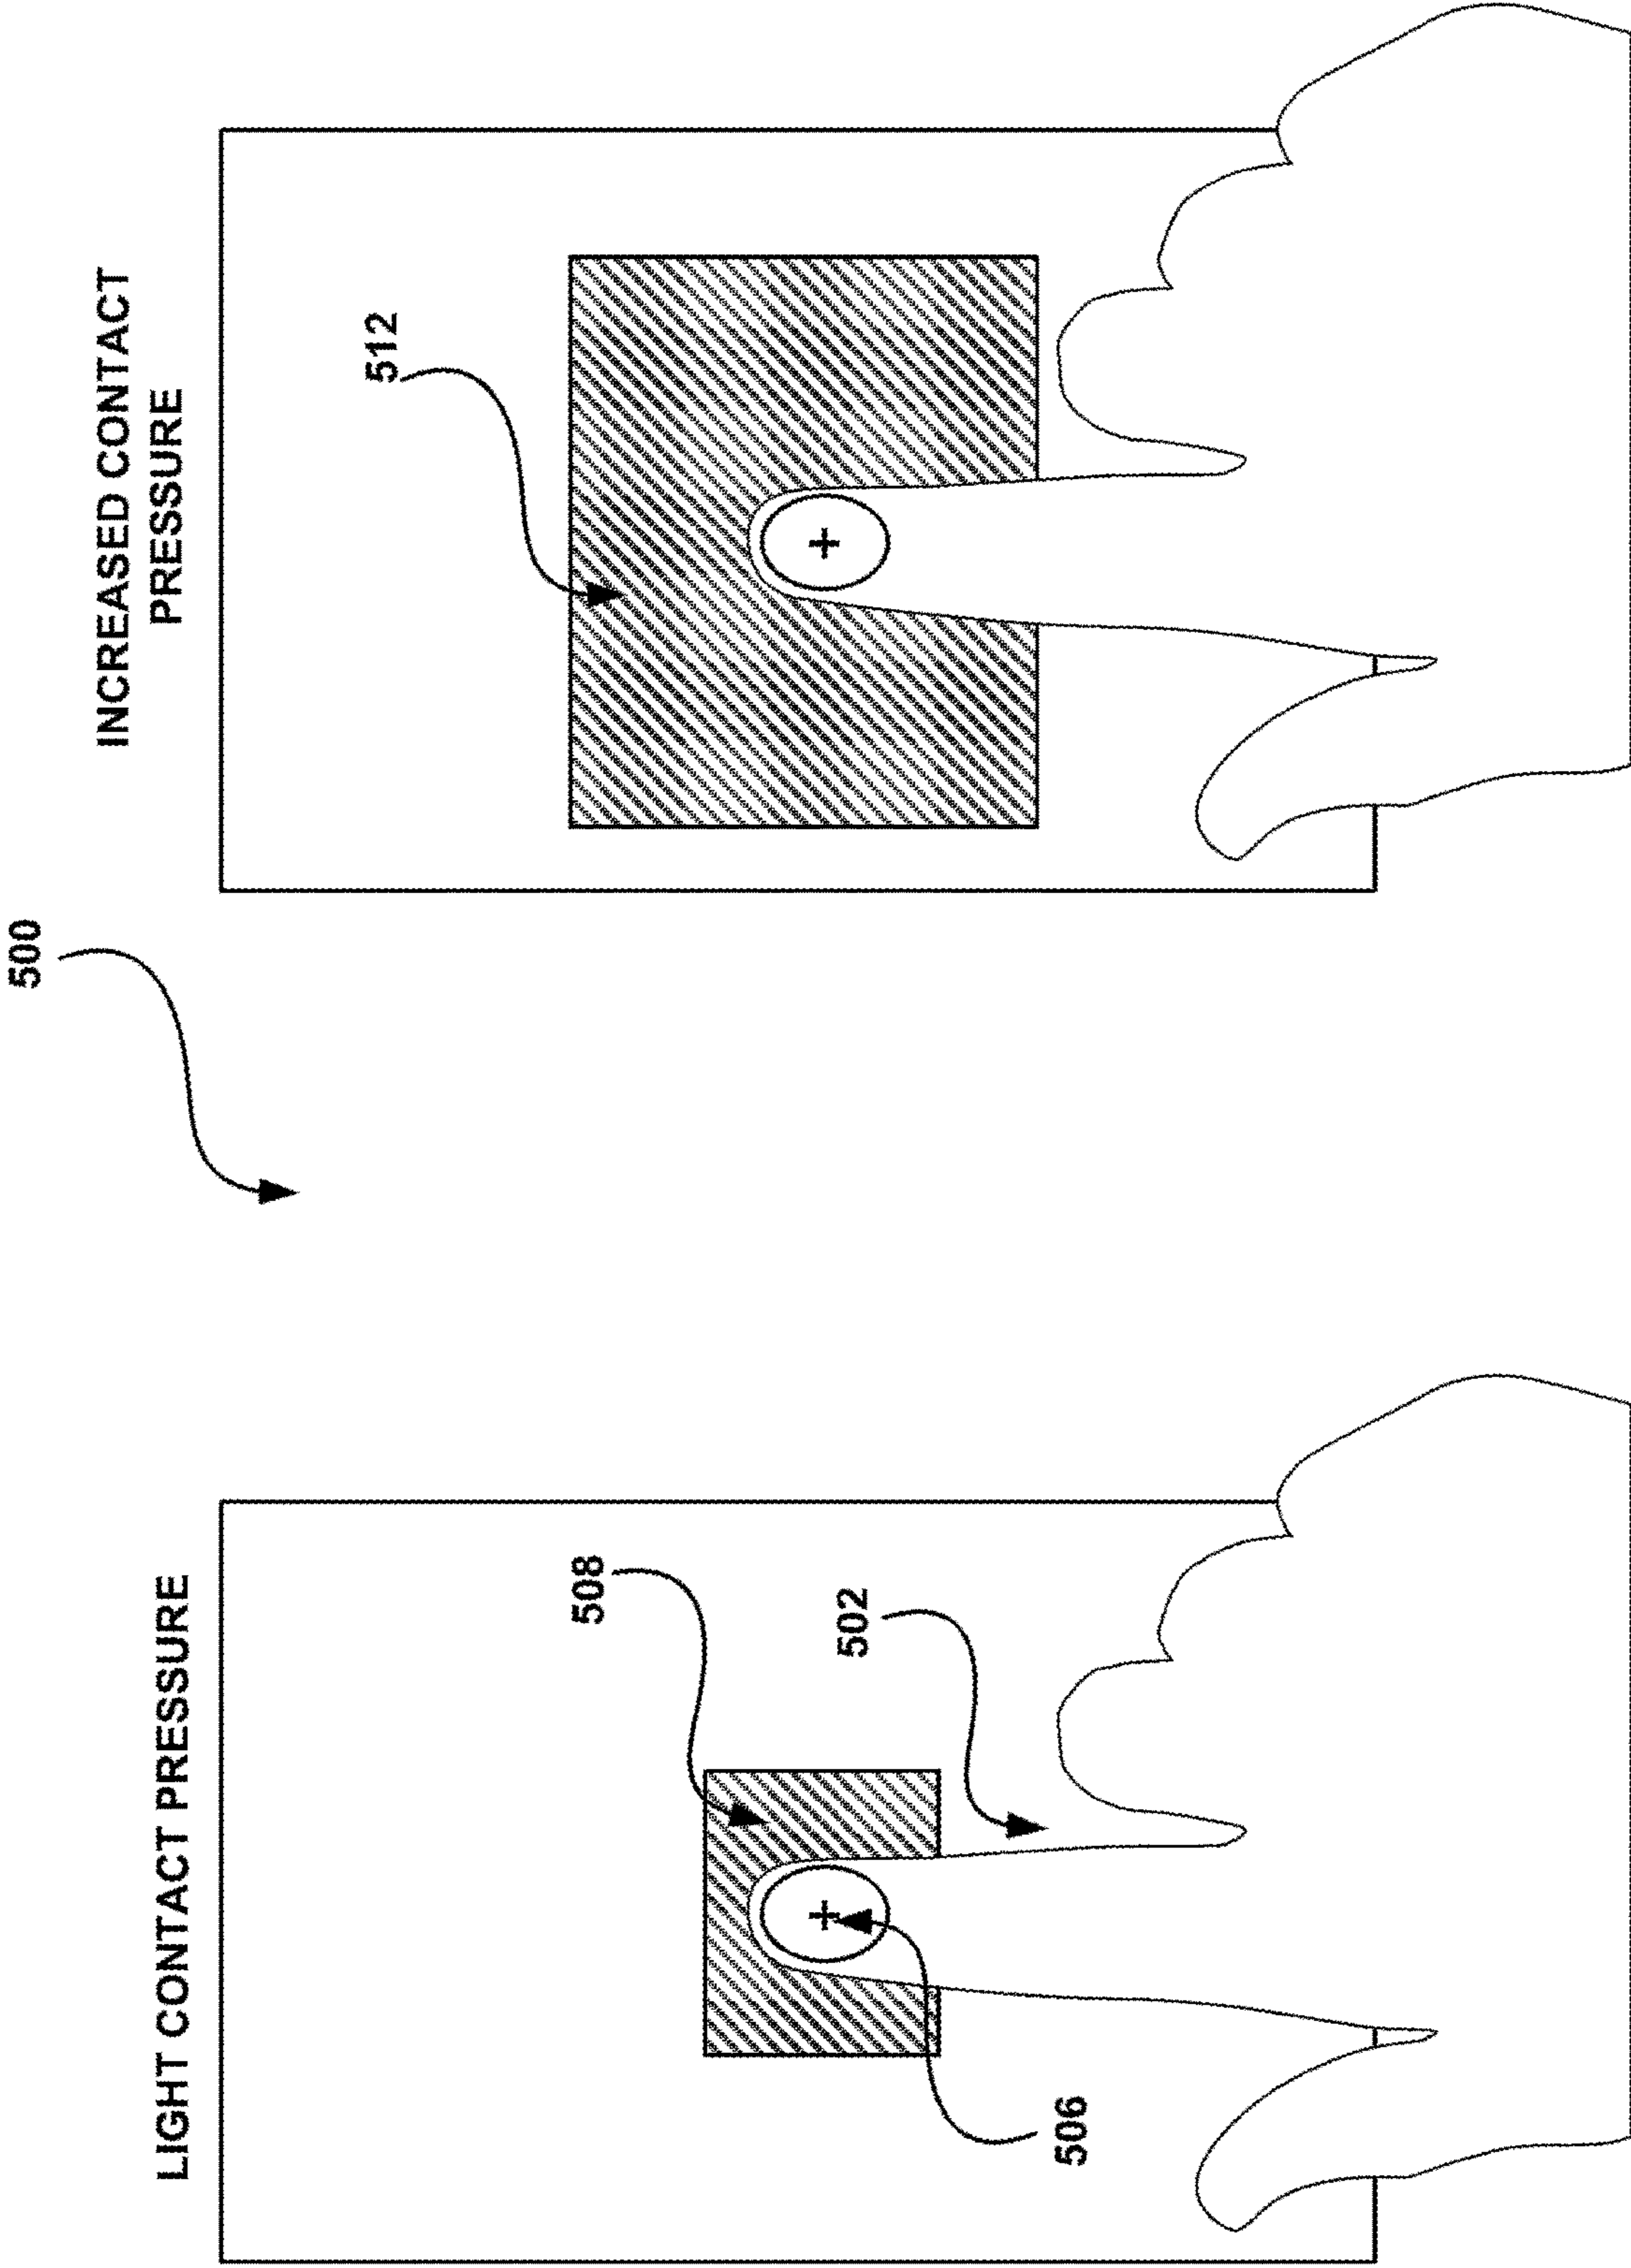 500
LIGHT CONTACT PRESSURE
508
502
506
INCREASED CONTACT
PRESSURE
512